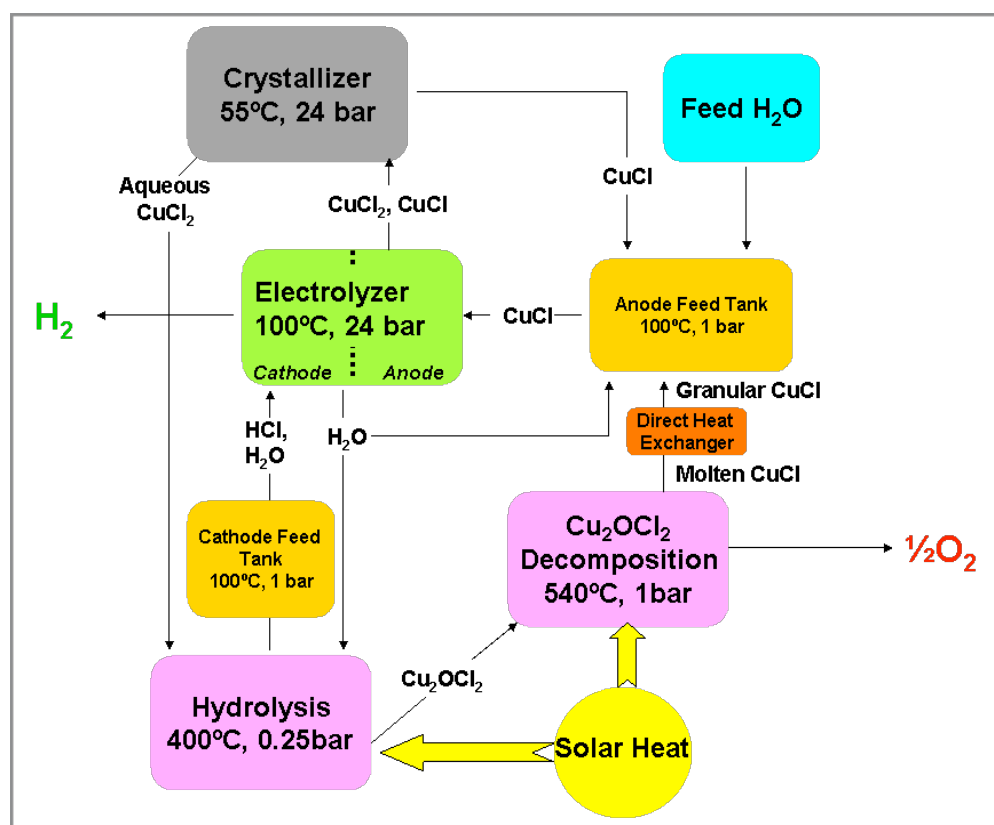 Crystallizer
55ºC, 24 bar
Feed H₂O
Aqueous
CuCl₂
CuCl₂, CuCl
CuCl
H₂
Electrolyzer
100ºC, 24 bar
Cathode
Anode
CuCl
Anode Feed Tank
100ºC, 1 bar
HCl,
H₂O
H₂O
Granular CuCl
Direct Heat
Exchanger
Molten CuCl
Cathode Feed
Tank
100ºC, 1 bar
Cu₂OCl₂
Decomposition
540ºC, 1bar
½O₂
Cu₂OCl₂
Hydrolysis
400ºC, 0.25bar
Solar Heat